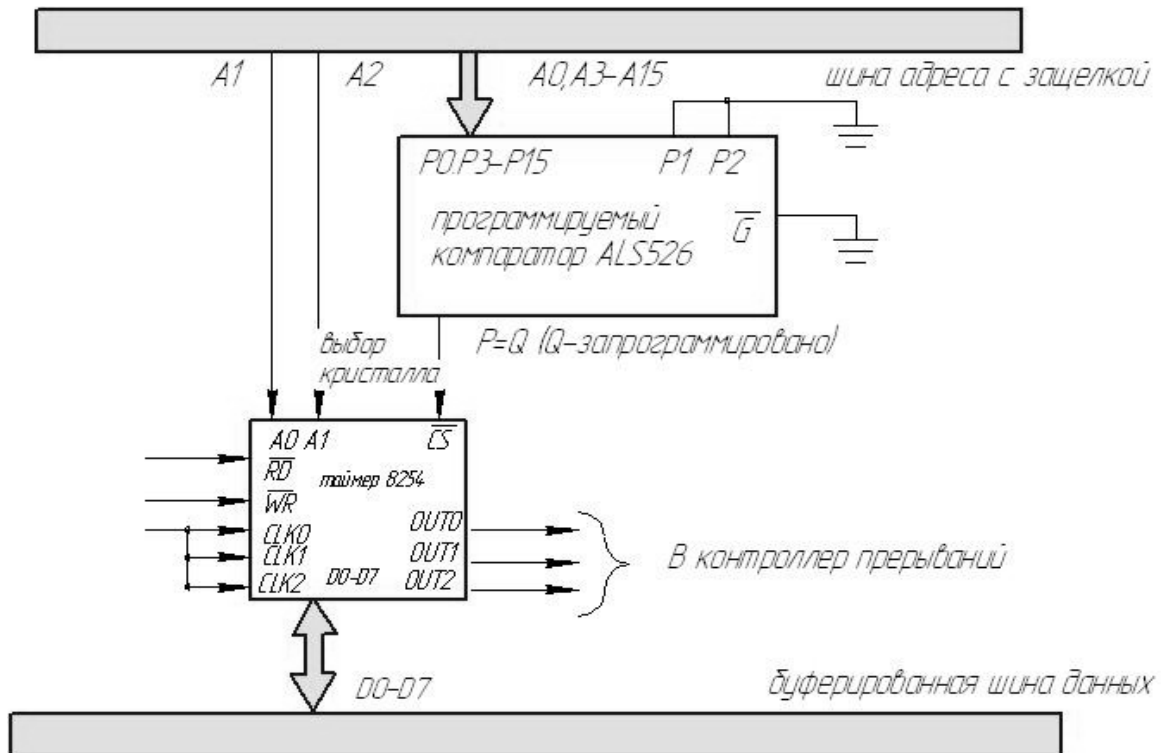 A1
A2
A0,A3-A15
шина адреса с защелкой
P0.P3-P15
P1 P2
программируемый
компаратор ALS526
G
выбор
кристалла
P=Q (Q-запрограммировано)
A0 A1
CS
RD
таймер 8254
WR
CLK0
OUT0
CLK1
OUT1
CLK2
D0-D7
OUT2
В контроллер прерываний
D0-D7
буферированная шина данных